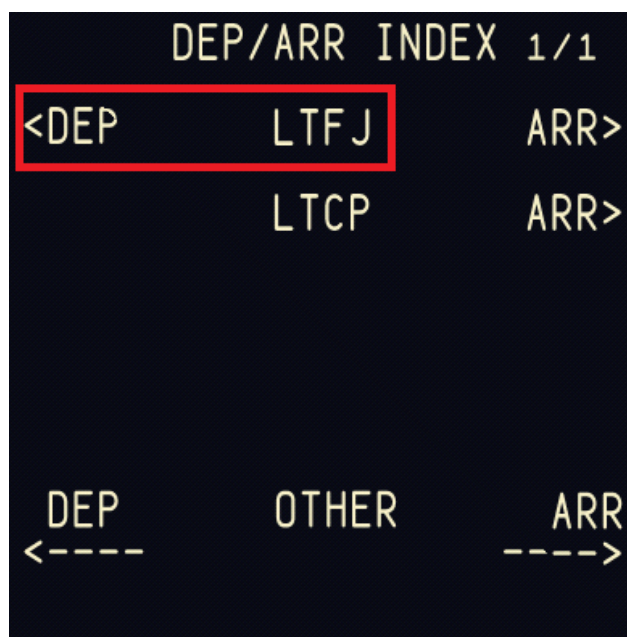 DEP/ARR INDEX 1/1
<DEP LTFJ ARR>
LTCP ARR>
DEP OTHER ARR
<---- ---->